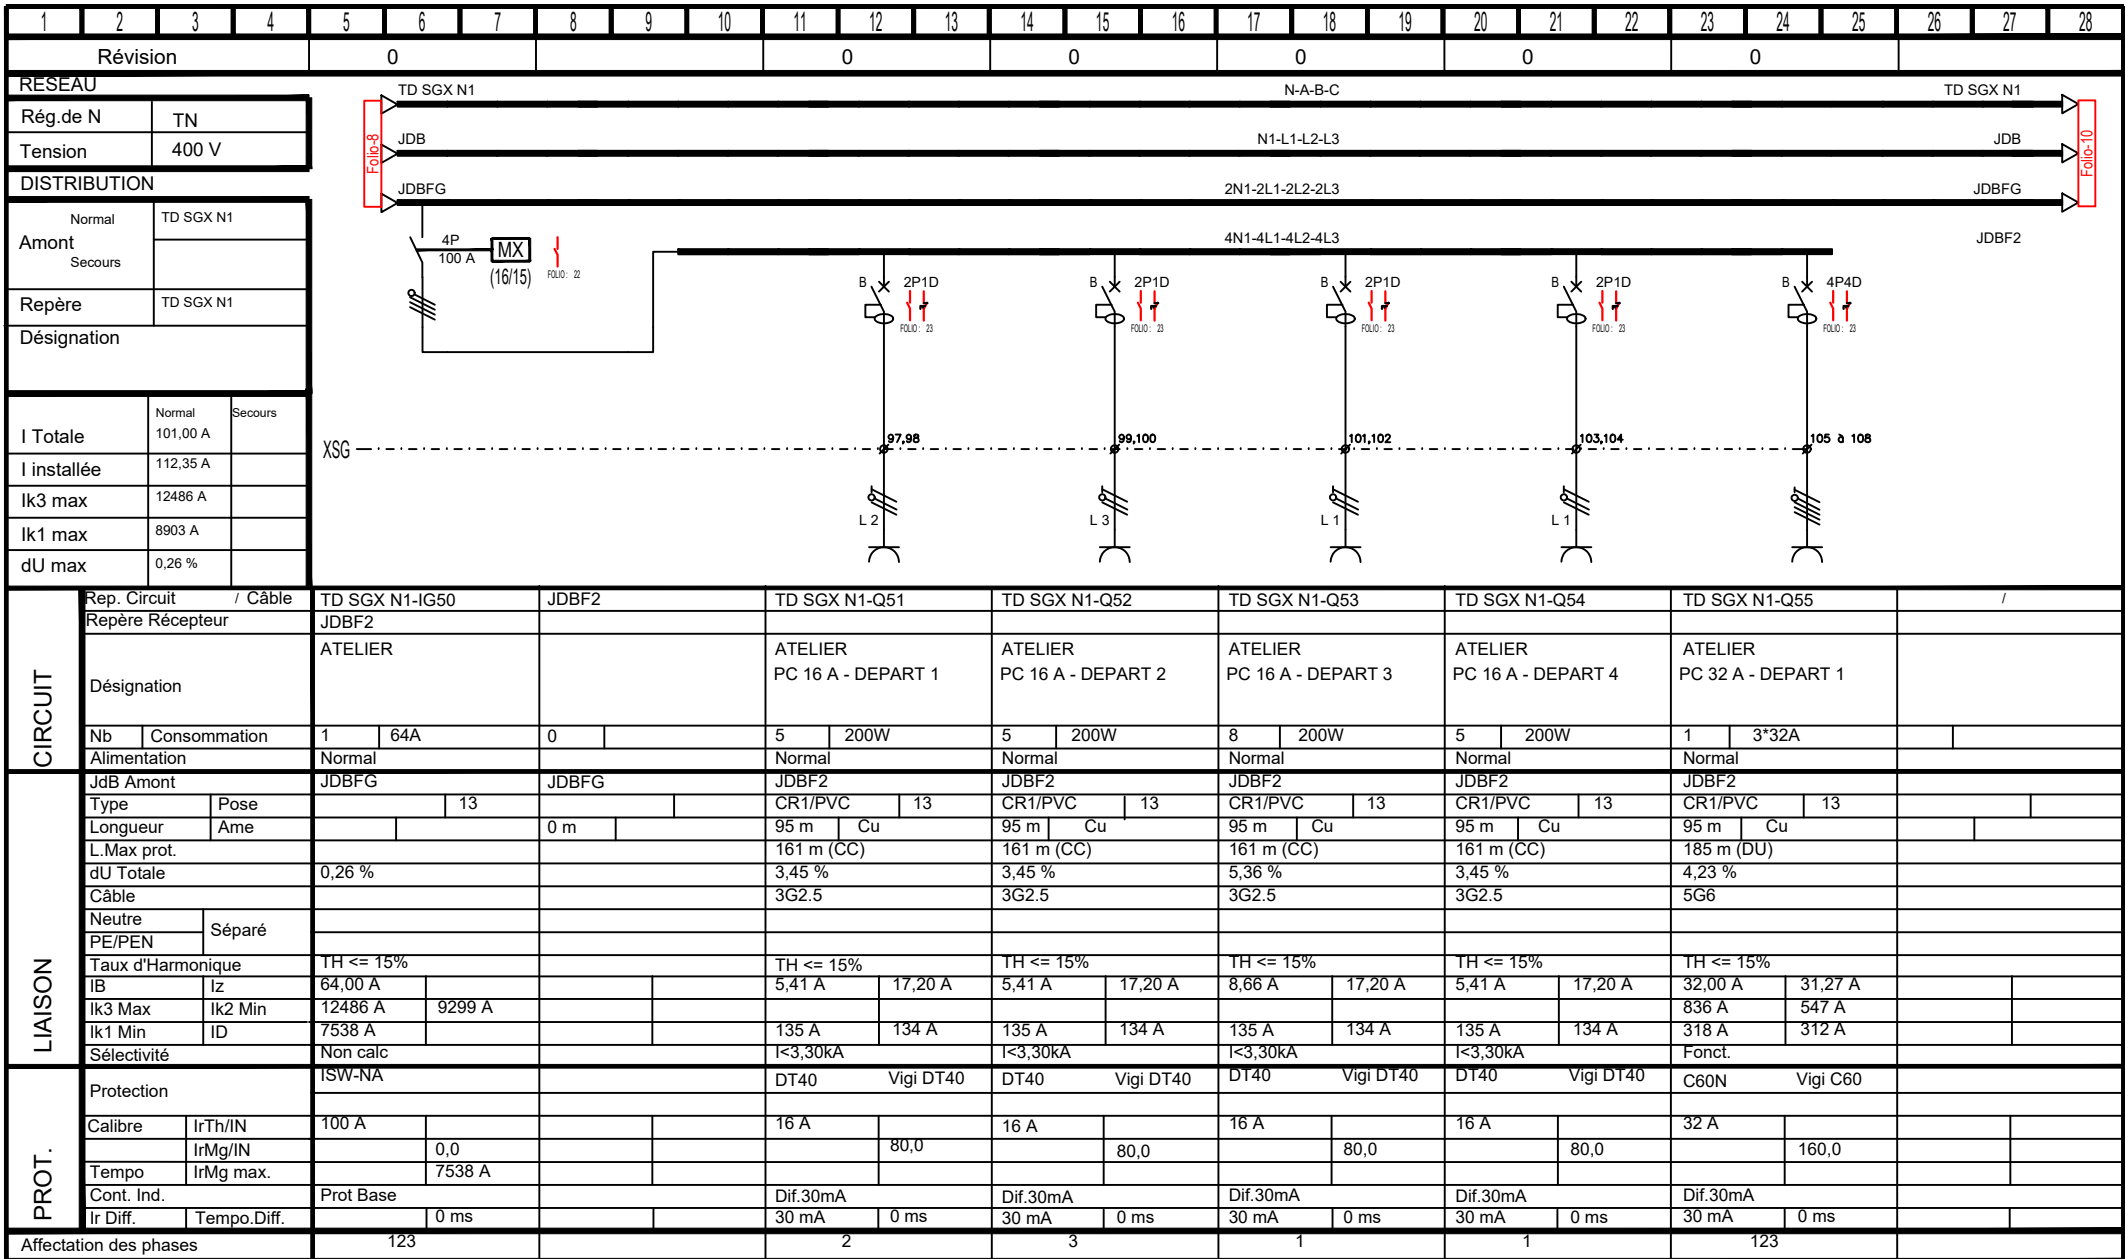 1 2 3 4 5 6 7 8 9 10 11 12 13 14 15 16 17 18 19 20 21 22 23 24 25 26 27 28
Révision 0 0 0 0 0 0
RESEAU
Rég.de N TN
Tension 400 V
DISTRIBUTION
Normal TD SGX N1
Amont
Secours
Repère TD SGX N1
Désignation
Normal Secours
I Totale 101,00 A
I installée 112,35 A
Ik3 max 12486 A
Ik1 max 8903 A
dU max 0,26 %
Folio-8
TD SGX N1 N-A-B-C TD SGX N1
JDB N1-L1-L2-L3 JDB
JDBFG 2N1-2L1-2L2-2L3 JDBFG
Folio-10
4N1-4L1-4L2-4L3 JDBF2
4P
100 A
MX
(16/15)
FOLIO : 22
B 2P1D B 2P1D B 2P1D B 2P1D B 4P4D
FOLIO : 23 FOLIO : 23 FOLIO : 23 FOLIO : 23 FOLIO : 23
XSG 97,98 99,100 101,102 103,104 105 à 108
L 2 L 3 L 1 L 1
CIRCUIT
Rep. Circuit / Câble TD SGX N1-IG50 JDBF2 TD SGX N1-Q51 TD SGX N1-Q52 TD SGX N1-Q53 TD SGX N1-Q54 TD SGX N1-Q55 /
Repère Récepteur JDBF2
Désignation ATELIER ATELIER ATELIER ATELIER ATELIER ATELIER
PC 16 A - DEPART 1 PC 16 A - DEPART 2 PC 16 A - DEPART 3 PC 16 A - DEPART 4 PC 32 A - DEPART 1
Nb Consommation 1 64A 0 5 200W 5 200W 8 200W 5 200W 1 3*32A
Alimentation Normal Normal Normal Normal Normal Normal
LIAISON
JdB Amont JDBFG JDBFG JDBF2 JDBF2 JDBF2 JDBF2 JDBF2
Type Pose 13 CR1/PVC 13 CR1/PVC 13 CR1/PVC 13 CR1/PVC 13 CR1/PVC 13
Longueur Ame 0 m 95 m Cu 95 m Cu 95 m Cu 95 m Cu 95 m Cu
L.Max prot. 161 m (CC) 161 m (CC) 161 m (CC) 161 m (CC) 185 m (DU)
dU Totale 0,26 % 3,45 % 3,45 % 5,36 % 3,45 % 4,23 %
Câble 3G2.5 3G2.5 3G2.5 3G2.5 5G6
Neutre Séparé
PE/PEN
Taux d'Harmonique TH <= 15% TH <= 15% TH <= 15% TH <= 15% TH <= 15% TH <= 15%
IB Iz 64,00 A 5,41 A 17,20 A 5,41 A 17,20 A 8,66 A 17,20 A 5,41 A 17,20 A 32,00 A 31,27 A
Ik3 Max Ik2 Min 12486 A 9299 A 836 A 547 A
Ik1 Min ID 7538 A 135 A 134 A 135 A 134 A 135 A 134 A 135 A 134 A 318 A 312 A
Sélectivité Non calc I<3,30kA I<3,30kA I<3,30kA I<3,30kA Fonct.
PROT.
Protection ISW-NA DT40 Vigi DT40 DT40 Vigi DT40 DT40 Vigi DT40 DT40 Vigi DT40 C60N Vigi C60
Calibre IrTh/IN 100 A 16 A 16 A 16 A 16 A 32 A
IrMg/IN 0,0 80,0 80,0 80,0 80,0 160,0
Tempo IrMg max. 7538 A
Cont. Ind. Prot Base Dif.30mA Dif.30mA Dif.30mA Dif.30mA Dif.30mA
Ir Diff. Tempo.Diff. 0 ms 30 mA 0 ms 30 mA 0 ms 30 mA 0 ms 30 mA 0 ms 30 mA 0 ms
Affectation des phases 123 2 3 1 1 123